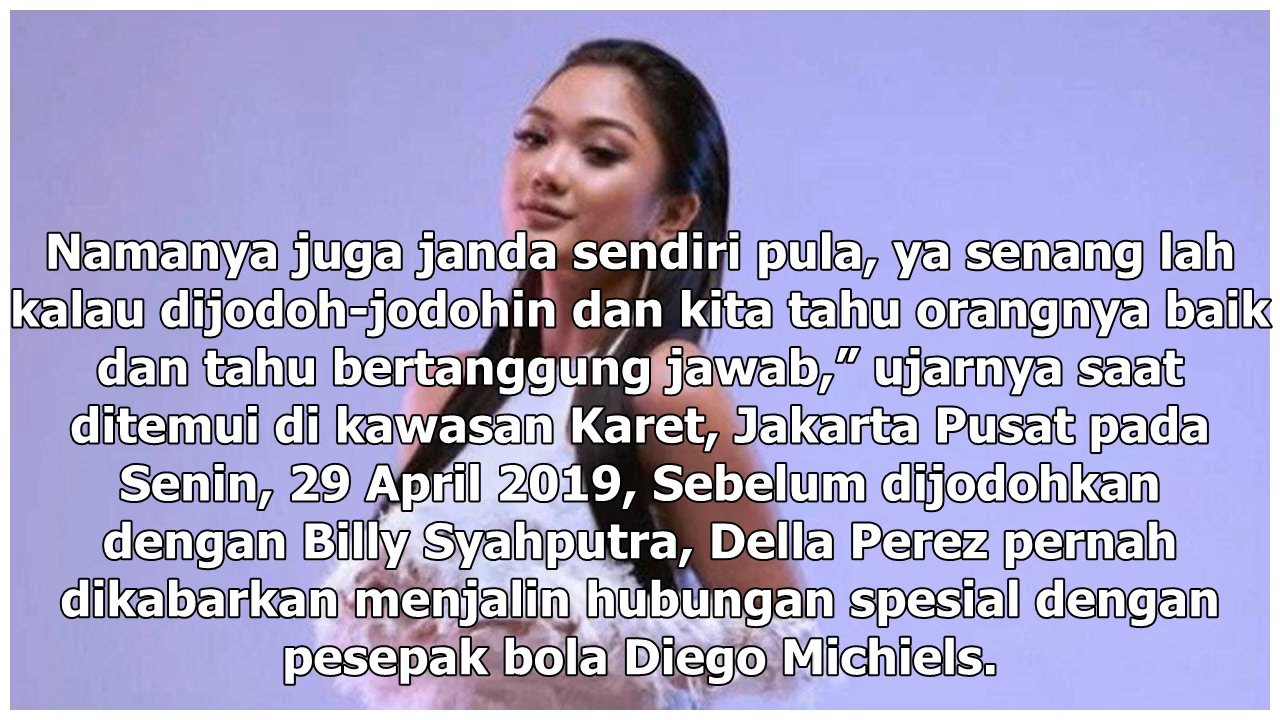 Namanya juga janda sendiri pula, ya senang lah
kalau dijodoh-jodohin dan kita tahu orangnya baik
dan tahu bertanggung jawab,” ujarnya saat
ditemui di kawasan Karet, Jakarta Pusat pada
Senin, 29 April 2019, Sebelum dijodohkan
dengan Billy Syahputra, Della Perez pernah
dikabarkan menjalin hubungan spesial dengan
pesepak bola Diego Michiels.